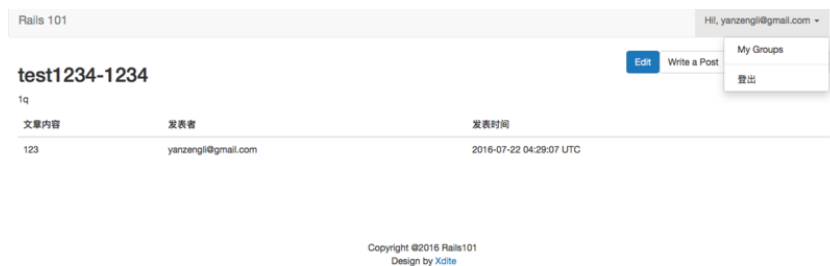 Rails 101 Hi!, yanzengli@gmail.com
My Groups
Edit Write a Post
test1234-1234
登出
1q
文章内容 发表者 发表时间
123 yanzengli@gmail.com 2016-07-22 04:29:07 UTC
Copyright @2016 Rails101
Design by Xdite